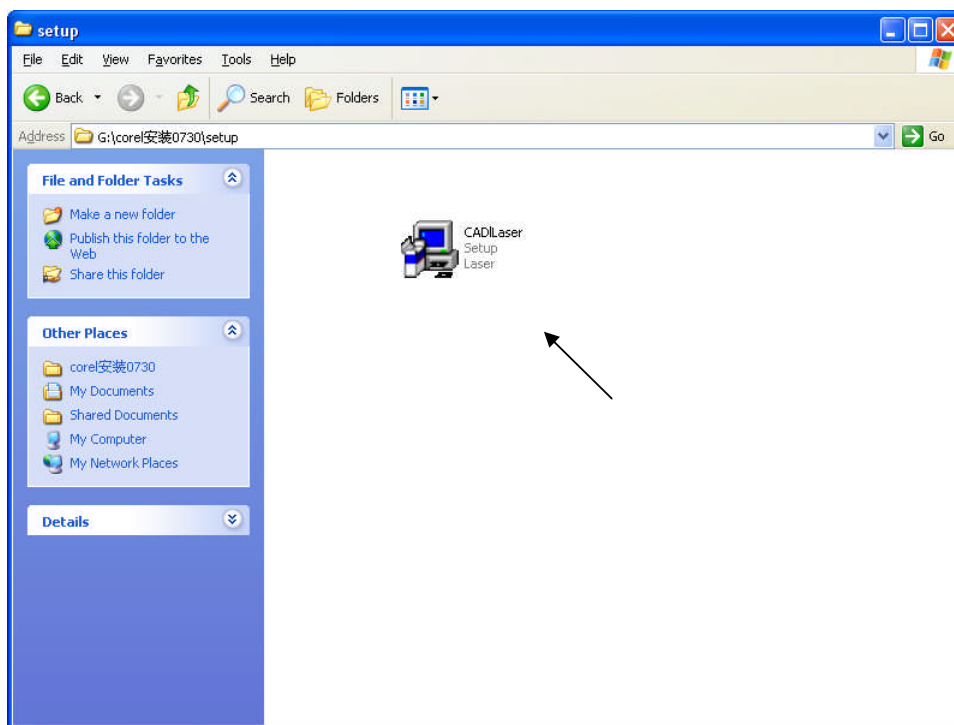 setup
File Edit View Favorites Tools Help
Back Search Folders
Address G:\corel安装0730\setup Go
File and Folder Tasks
Make a new folder
Publish this folder to the
Web
Share this folder
CADlLaser
Setup
Laser
Other Places
corel安装0730
My Documents
Shared Documents
My Computer
My Network Places
Details